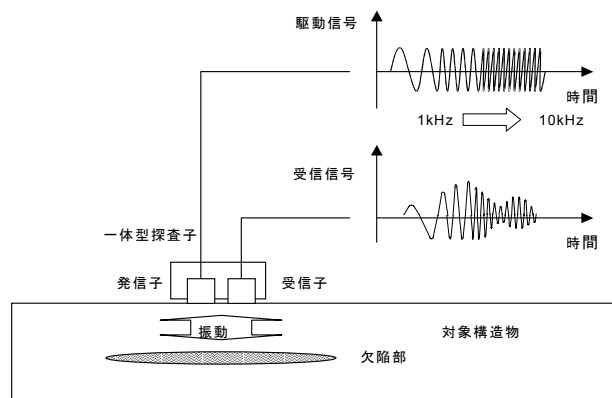 駆動信号
時間
1kHz 10kHz
受信信号
時間
一体型探査子
発信子 受信子
振動 対象構造物
欠陥部